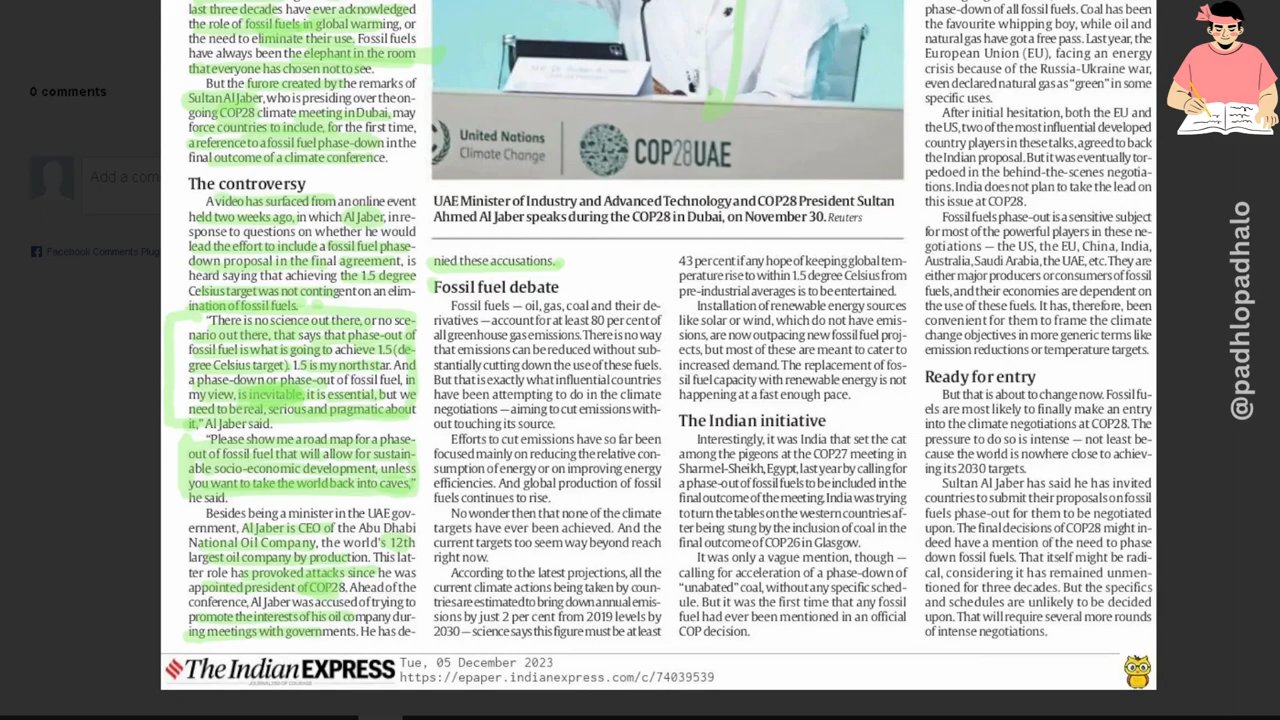 0 comments
Add a com
Facebook Comments Plug
last three decades have ever acknowledged
the role of fossil fuels in global warming, or
the need to eliminate their use. Fossil fuels
have always been the elephant in the room
that everyone has chosen not to see.
But the furore created by the remarks of
Sultan Al Jaber, who is presiding over the on-
going COP28 climate meeting in Dubai, may
force countries to include, for the first time,
a reference to a fossil fuel phase-down in the
final outcome of a climate conference.
The controversy
A video has surfaced from an online event
held two weeks ago, in which Al Jaber, in re-
sponse to questions on whether he would
lead the effort to include a fossil fuel phase-
down proposal in the final agreement, is
heard saying that achieving the 1.5 degree
Celsius target was not contingent on an elim-
ination of fossil fuels.
"There is no science out there, or no sce-
nario out there, that says that phase-out of
fossil fuel is what is going to achieve 1.5 (de-
gree Celsius target). 1.5 is my north star. And
a phase-down or phase-out of fossil fuel, in
my view, is inevitable, it is essential, but we
need to be real, serious and pragmatic about
it," Al Jaber said.
"Please show me a road map for a phase-
out of fossil fuel that will allow for sustain-
able socio-economic development, unless
you want to take the world back into caves,"
he said.
Besides being a minister in the UAE gov-
ernment, Al Jaber is CEO of the Abu Dhabi
National Oil Company, the world's 12th
largest oil company by production. This lat-
ter role has provoked attacks since he was
appointed president of COP28. Ahead of the
conference, Al Jaber was accused of trying to
promote the interests of his oil company dur-
ing meetings with governments. He has de-
United Nations
Climate Change
COP28UAE
UAE Minister of Industry and Advanced Technology and COP28 President Sultan
Ahmed Al Jaber speaks during the COP28 in Dubai, on November 30. Reuters
nied these accusations.
Fossil fuel debate
Fossil fuels — oil, gas, coal and their de-
rivatives — account for at least 80 per cent of
all greenhouse gas emissions. There is no way
that emissions can be reduced without sub-
stantially cutting down the use of these fuels.
But that is exactly what influential countries
have been attempting to do in the climate
negotiations — aiming to cut emissions with-
out touching its source.
Efforts to cut emissions have so far been
focused mainly on reducing the relative con-
sumption of energy or on improving energy
efficiencies. And global production of fossil
fuels continues to rise.
No wonder then that none of the climate
targets have ever been achieved. And the
current targets too seem way beyond reach
right now.
According to the latest projections, all the
current climate actions being taken by coun-
tries are estimated to bring down annual emis-
sions by just 2 per cent from 2019 levels by
2030 — science says this figure must be at least
43 percent if any hope of keeping global tem-
perature rise to within 1.5 degree Celsius from
pre-industrial averages is to be entertained.
Installation of renewable energy sources
like solar or wind, which do not have emis-
sions, are now outpacing new fossil fuel proj-
ects, but most of these are meant to cater to
increased demand. The replacement of fos-
sil fuel capacity with renewable energy is not
happening at a fast enough pace.
The Indian initiative
Interestingly, it was India that set the cat
among the pigeons at the COP27 meeting in
Sharmel-Sheikh, Egypt, last year by calling for
a phase-out of fossil fuels to be included in the
final outcome of the meeting. India was trying
to turn the tables on the western countries af-
ter being stung by the inclusion of coal in the
final outcome of COP26 in Glasgow.
It was only a vague mention, though —
calling for acceleration of a phase-down of
"unabated" coal, without any specific sched-
ule. But it was the first time that any fossil
fuel had ever been mentioned in an official
COP decision.
phase-down of all fossil fuels. Coal has been
the favourite whipping boy, while oil and
natural gas have got a free pass. Last year, the
European Union (EU), facing an energy
crisis because of the Russia-Ukraine war,
even declared natural gas as "green" in some
specific uses.
After initial hesitation, both the EU and
the US, two of the most influential developed
country players in these talks, agreed to back
the Indian proposal. But it was eventually tor-
pedoed in the behind-the-scenes negotia-
tions. India does not plan to take the lead on
this issue at COP28.
Fossil fuels phase-out is a sensitive subject
for most of the powerful players in these ne-
gotiations — the US, the EU, China, India,
Australia, Saudi Arabia, the UAE, etc. They are
either major producers or consumers of fossil
fuels, and their economies are dependent on
the use of these fuels. It has, therefore, been
convenient for them to frame the climate
change objectives in more generic terms like
emission reductions or temperature targets.
Ready for entry
But that is about to change now. Fossil fu-
els are most likely to finally make an entry
into the climate negotiations at COP28. The
pressure to do so is intense — not least be-
cause the world is nowhere close to achiev-
ing its 2030 targets.
Sultan Al Jaber has said he has invited
countries to submit their proposals on fossil
fuels phase-out for them to be negotiated
upon. The final decisions of COP28 might in-
deed have a mention of the need to phase
down fossil fuels. That itself might be radi-
cal, considering it has remained unmen-
tioned for three decades. But the specifics
and schedules are unlikely to be decided
upon. That will require several more rounds
of intense negotiations.
The Indian EXPRESS
Tue, 05 December 2023
https://epaper.indianexpress.com/c/74039539
@padhlopadhalo